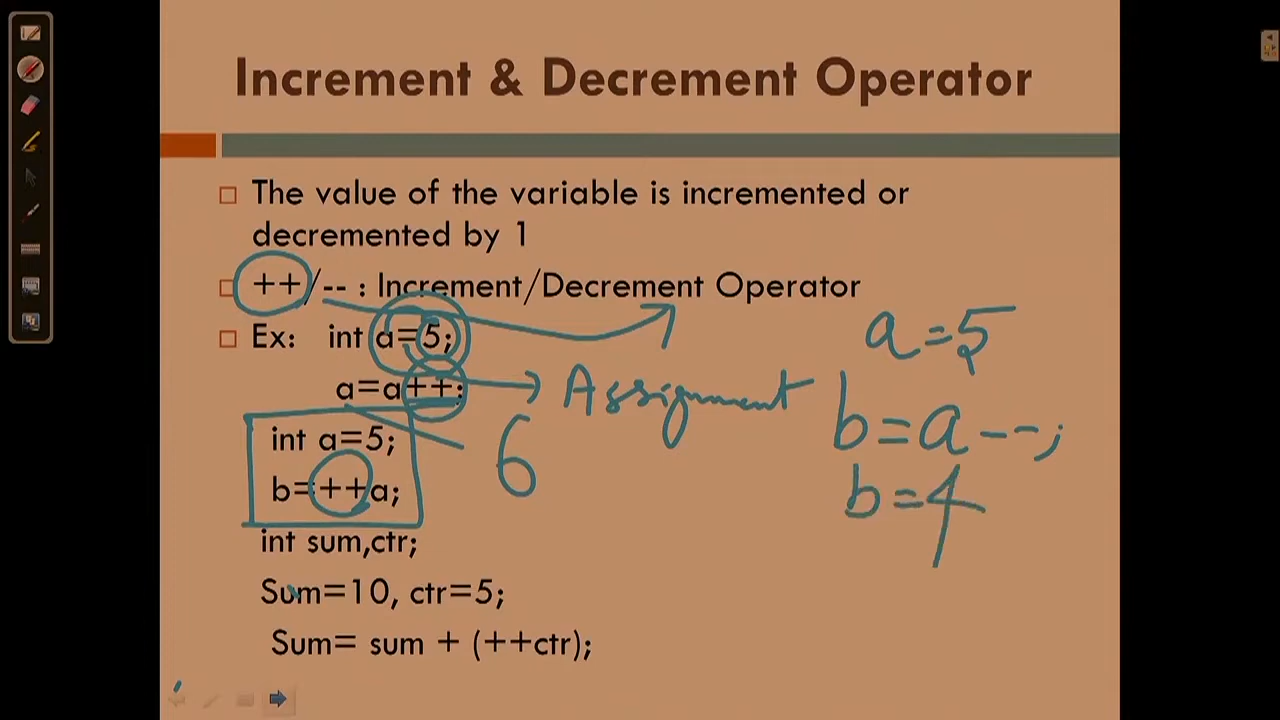 Increment & Decrement Operator
The value of the variable is incremented or
decremented by 1
++/-- : Increment/Decrement Operator
Ex: int a=5;
a=a++;
int a=5;
b=++a;
int sum,ctr;
Sum=10, ctr=5;
Sum= sum + (++ctr);
Assignment
6
a=5
b=a--;
b=4